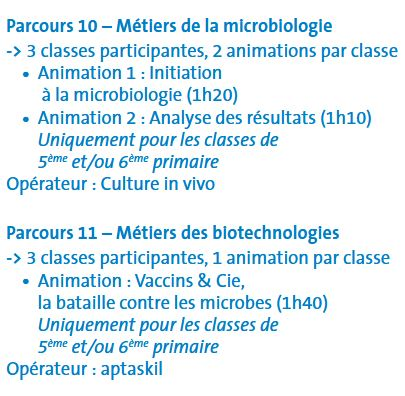 Parcours 10 – Métiers de la microbiologie
-> 3 classes participantes, 2 animations par classe
• Animation 1 : Initiation
à la microbiologie (1h20)
• Animation 2 : Analyse des résultats (1h10)
Uniquement pour les classes de
5ème et/ou 6ème primaire
Opérateur : Culture in vivo
Parcours 11 – Métiers des biotechnologies
-> 3 classes participantes, 1 animation par classe
• Animation : Vaccins & Cie,
la bataille contre les microbes (1h40)
Uniquement pour les classes de
5ème et/ou 6ème primaire
Opérateur : aptaskil